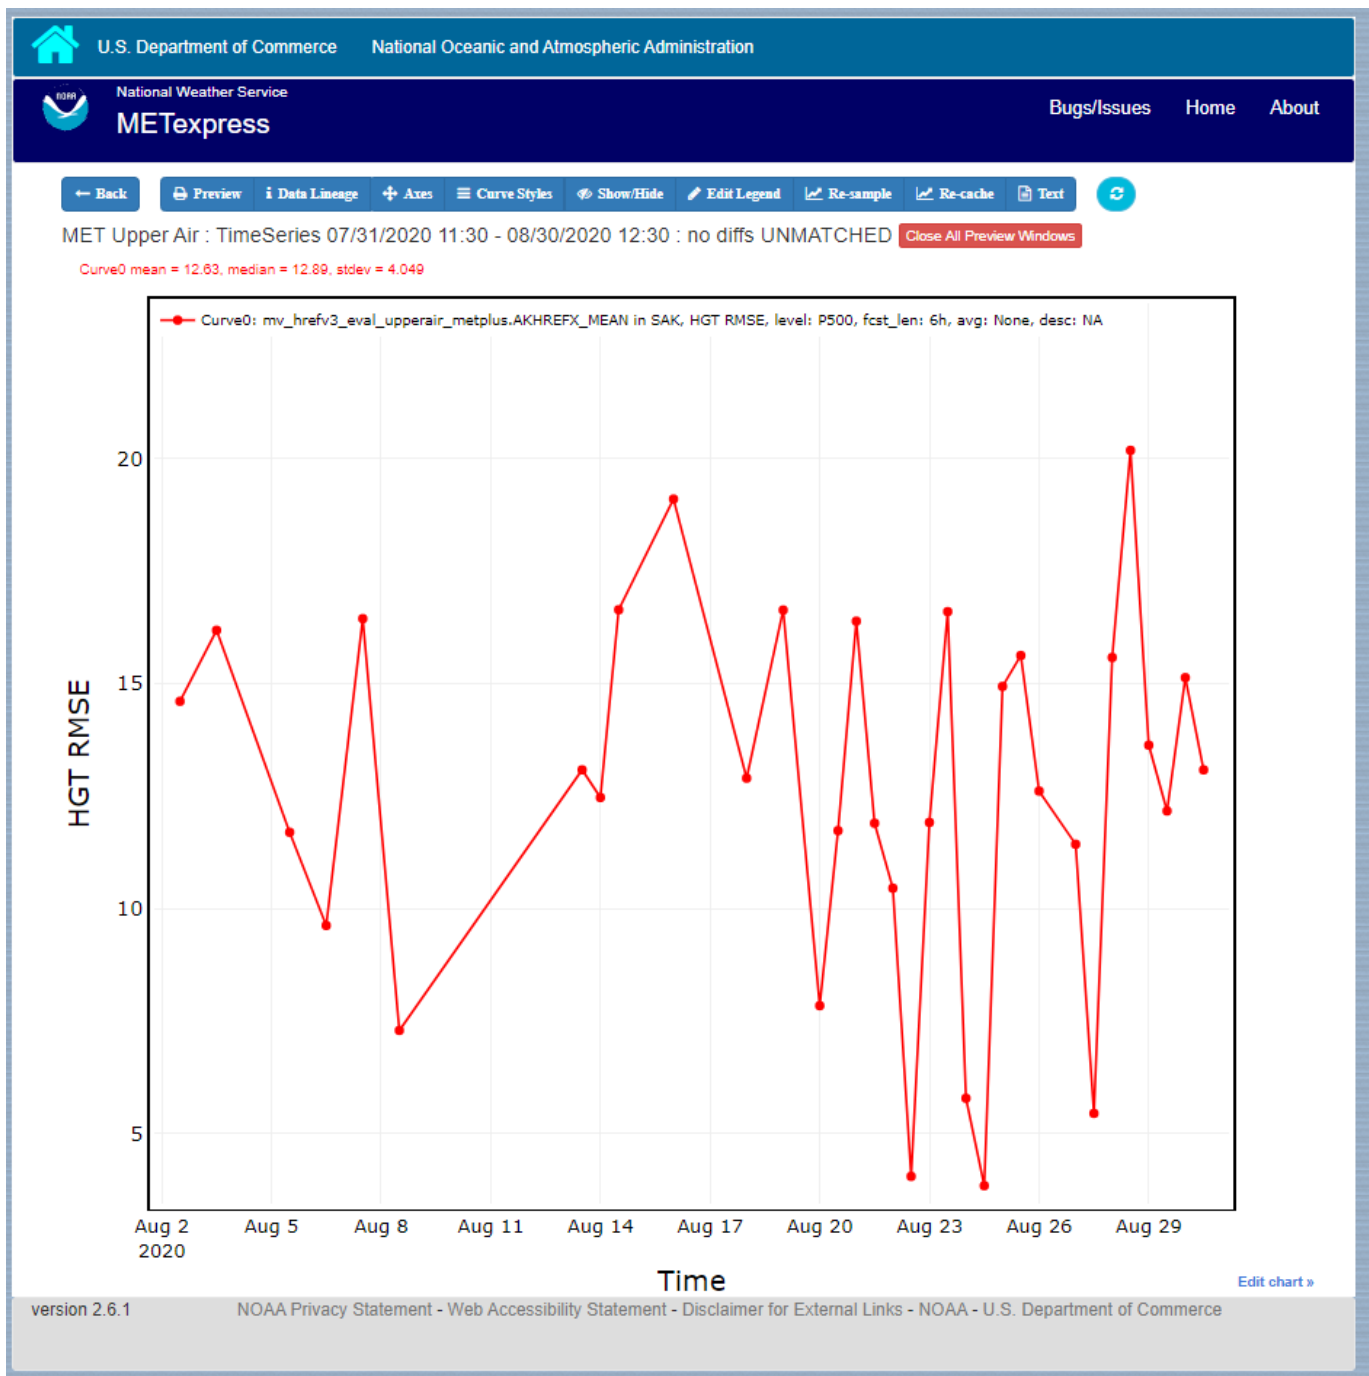 U.S. Department of Commerce National Oceanic and Atmospheric Administration
NOAA
National Weather Service
METexpress
Bugs/Issues Home About
Back Preview Data Lineage Axes Curve Styles Show/Hide Edit Legend Re-sample Re-cache Text
MET Upper Air : TimeSeries 07/31/2020 11:30 - 08/30/2020 12:30 : no diffs UNMATCHED Close All Preview Windows
Curve0 mean = 12.63, median = 12.89, stdev = 4.049
Curve0: mv_hrefv3_eval_upperair_metplus.AKHREFX_MEAN in SAK, HGT RMSE, level: P500, fcst_len: 6h, avg: None, desc: NA
20
15
10
5
HGT RMSE
Aug 2 Aug 5 Aug 8 Aug 11 Aug 14 Aug 17 Aug 20 Aug 23 Aug 26 Aug 29
2020
Time
Edit chart »
version 2.6.1 NOAA Privacy Statement - Web Accessibility Statement - Disclaimer for External Links - NOAA - U.S. Department of Commerce